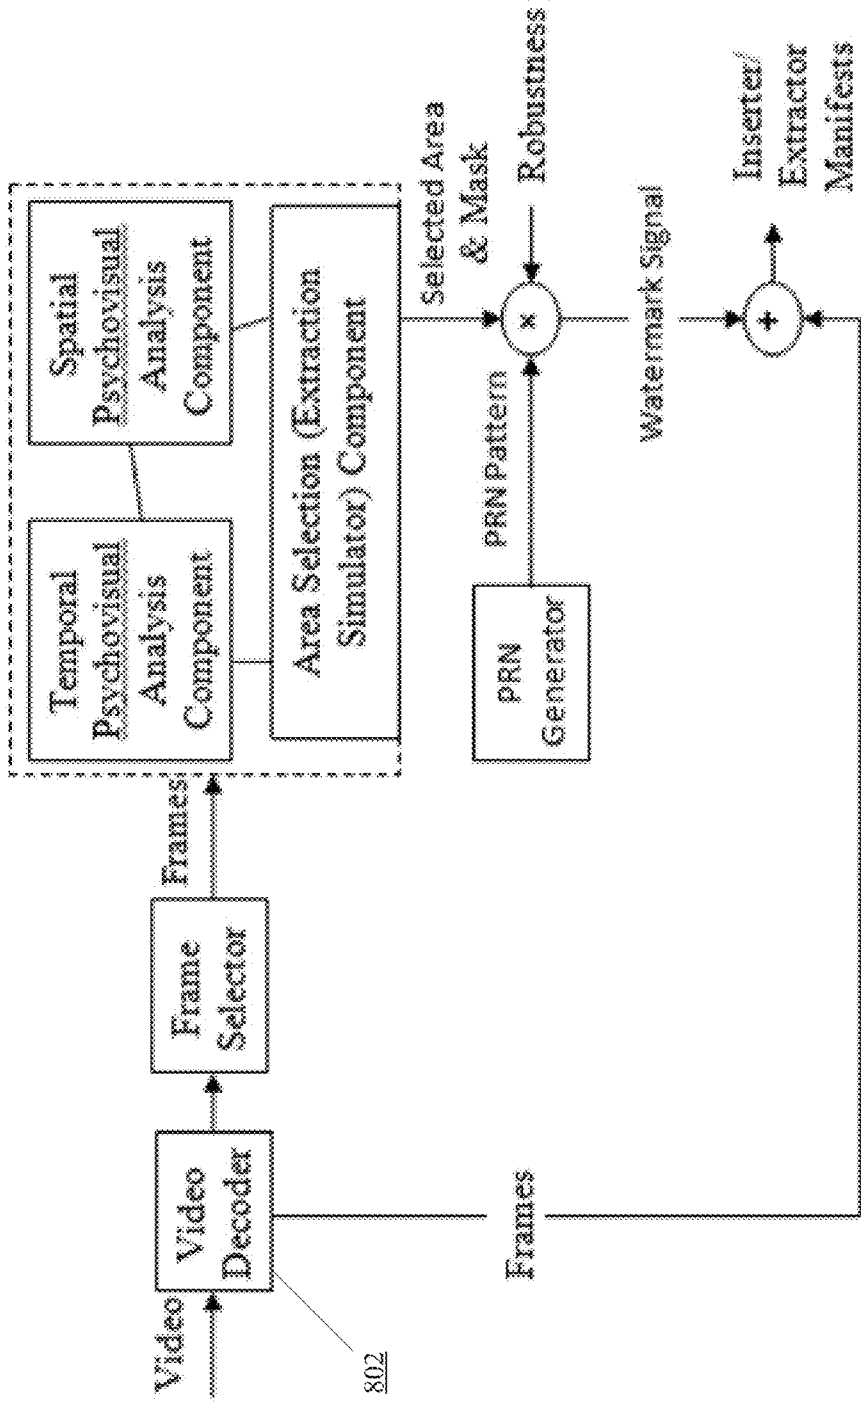 Video
Video
Decoder
802
Frame
Selector
Frames
Temporal
Psychovisual
Analysis
Component
Spatial
Psychovisual
Analysis
Component
Area Selection (Extraction
Simulator) Component
Selected Area
& Mask
PRN
Generator
PRN Pattern
×
Robustness
Watermark Signal
Frames
+
Inserter/
Extractor
Manifests